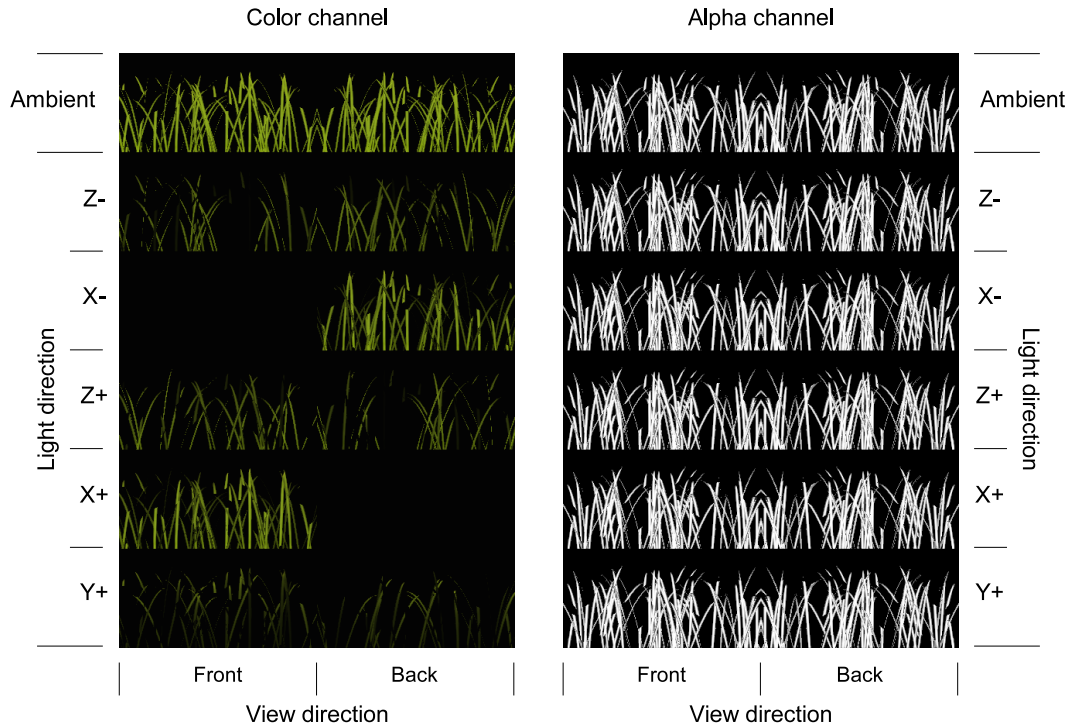 Color channel
Alpha channel
Ambient
Ambient
Z-
Z-
X-
X-
Light direction
Light direction
Z+
Z+
X+
X+
Y+
Y+
Front
Back
Front
Back
View direction
View direction